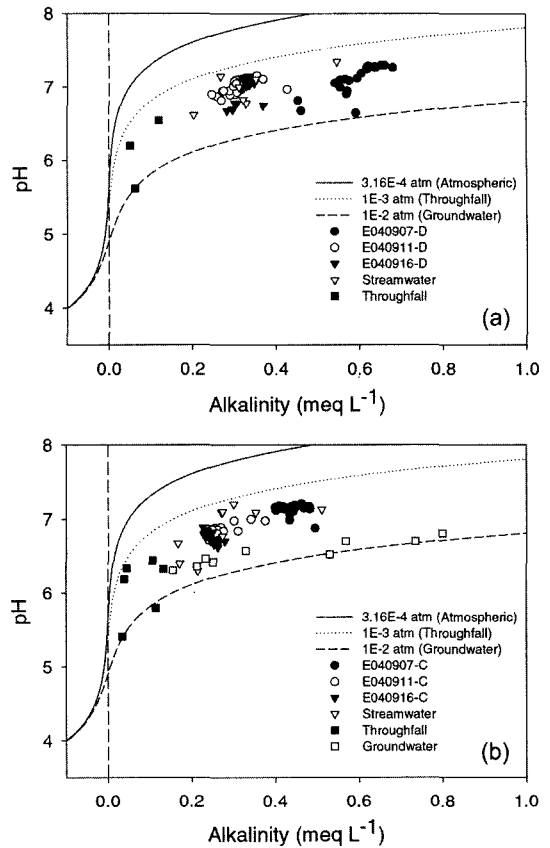 8
7
6
5
4
pH
3.16E-4 atm (Atmospheric)
1E-3 atm (Throughfall)
1E-2 atm (Groundwater)
E040907-D
E040911-D
E040916-D
Streamwater
Throughfall
(a)
0.0 0.2 0.4 0.6 0.8 1.0
Alkalinity (meq L⁻¹)
8
7
6
5
4
pH
3.16E-4 atm (Atmospheric)
1E-3 atm (Throughfall)
1E-2 atm (Groundwater)
E040907-C
E040911-C
E040916-C
Streamwater
Throughfall
Groundwater
(b)
0.0 0.2 0.4 0.6 0.8 1.0
Alkalinity (meq L⁻¹)